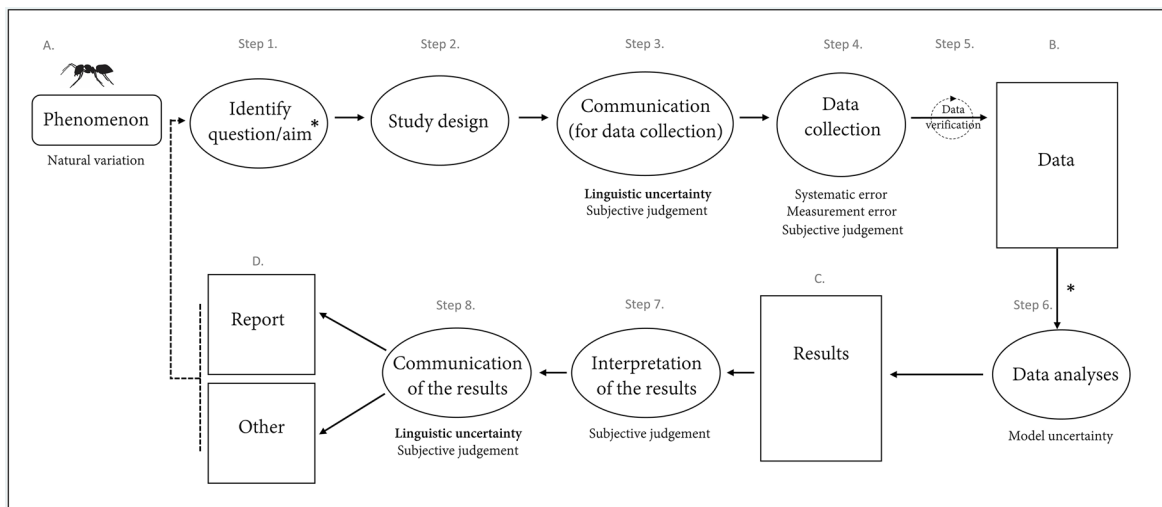 A.
Step 1.
Step 2.
Step 3.
Step 4.
Step 5.
B.
Phenomenon
Natural variation
Identify
question/aim*
Study design
Communication
(for data collection)
Linguistic uncertainty
Subjective judgement
Data
collection
Systematic error
Measurement error
Subjective judgement
Data
verification
Data
*
Step 6.
Data analyses
Model uncertainty
C.
Results
Step 7.
Interpretation
of the results
Subjective judgement
Step 8.
Communication
of the results
Linguistic uncertainty
Subjective judgement
D.
Report
Other